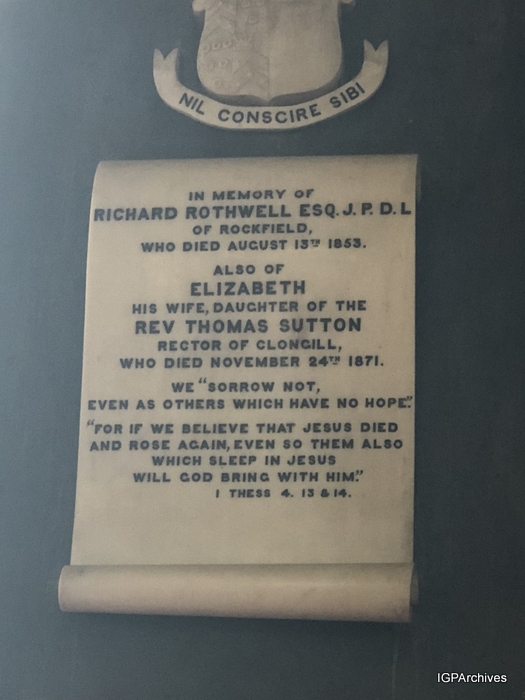 NIL CONSCIRE SIBI
IN MEMORY OF
RICHARD ROTHWELL ESQ. J. P. D. L
OF ROCKFIELD,
WHO DIED AUGUST 13TH 1853.
ALSO OF
ELIZABETH
HIS WIFE, DAUGHTER OF THE
REV THOMAS SUTTON
RECTOR OF CLONGILL,
WHO DIED NOVEMBER 24TH 1871.
WE "SORROW NOT,
EVEN AS OTHERS WHICH HAVE NO HOPE."
"FOR IF WE BELIEVE THAT JESUS DIED
AND ROSE AGAIN, EVEN SO THEM ALSO
WHICH SLEEP IN JESUS
WILL GOD BRING WITH HIM."
1 THESS 4. 13 & 14.
IGPArchives